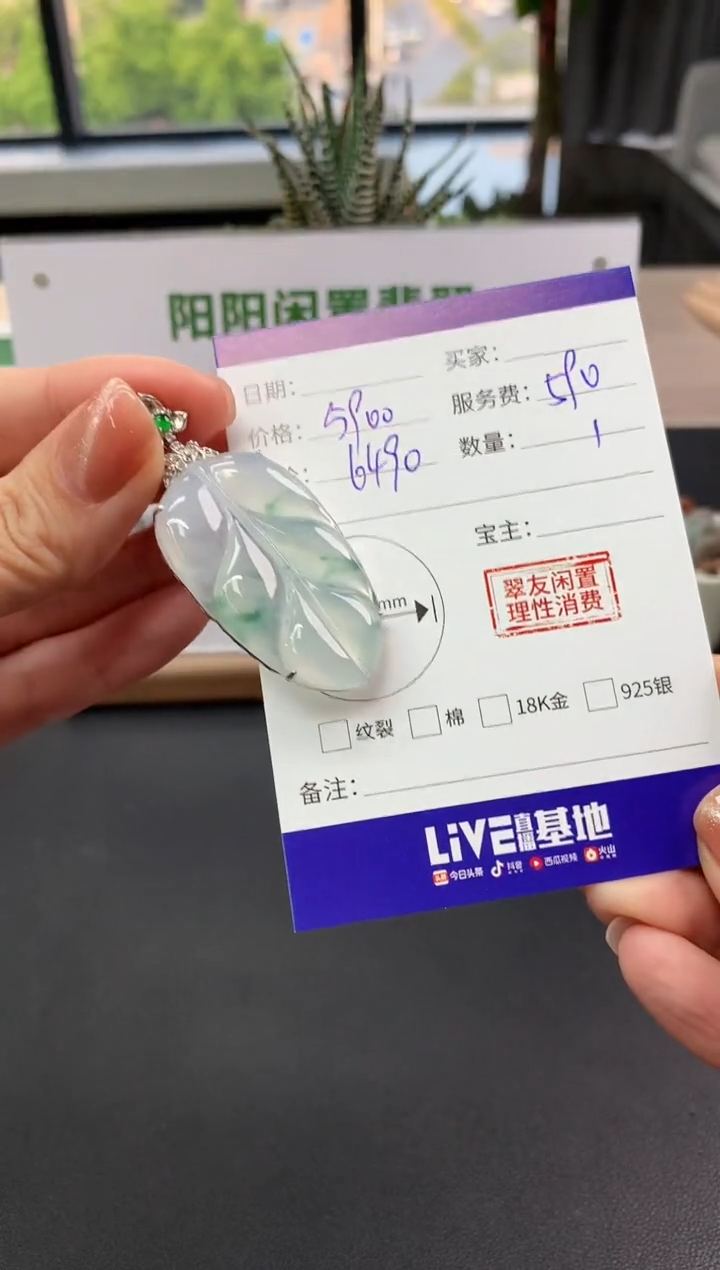 阳阳闲置翡翠
日期: 买家:
价格: 5900 服务费: 590
: 6490 数量: 1
宝主:
mm
翠友闲置
理性消费
纹裂 棉 18K金 925银
备注:
LiVE直播基地
今日头条 抖音 西瓜视频 火山